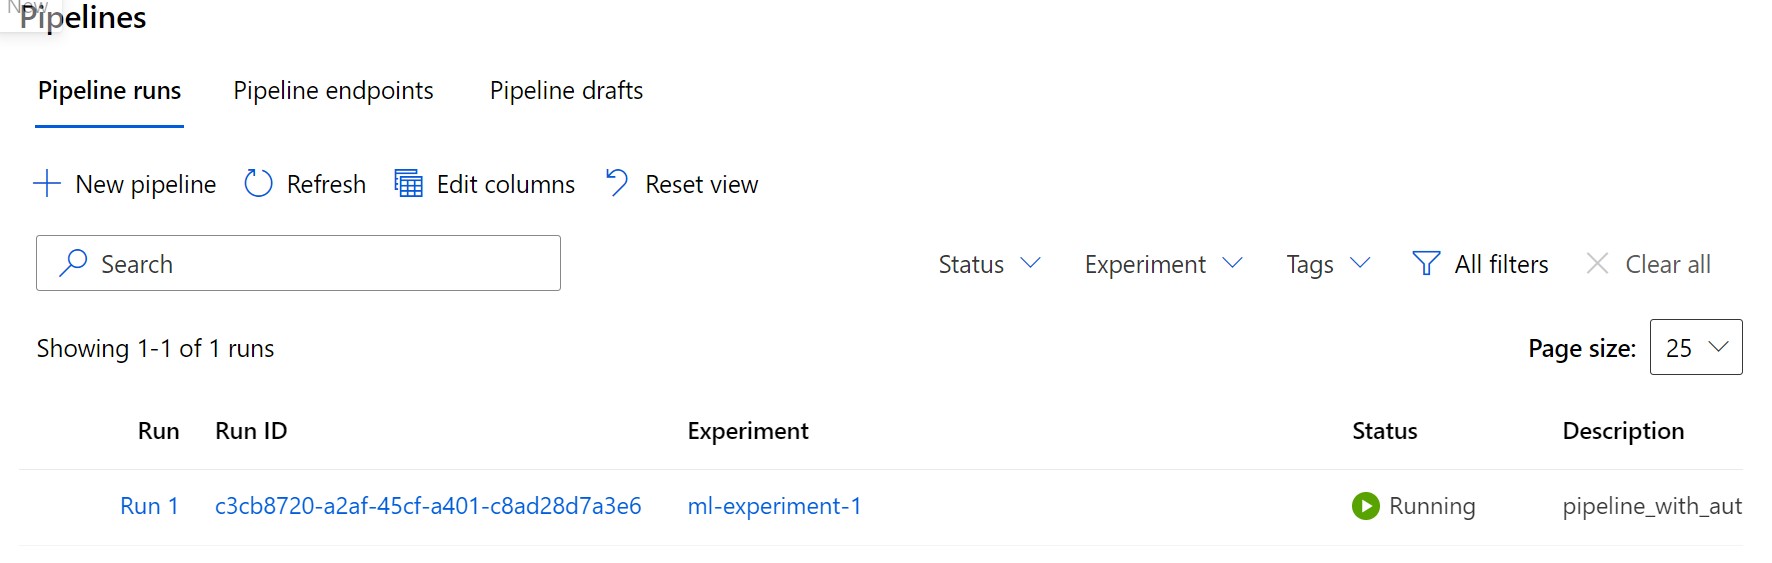 New
Pipelines
Pipeline runs Pipeline endpoints Pipeline drafts
New pipeline Refresh Edit columns Reset view
Search Status Experiment Tags All filters Clear all
Showing 1-1 of 1 runs Page size: 25
Run Run ID Experiment Status Description
Run 1 c3cb8720-a2af-45cf-a401-c8ad28d7a3e6 ml-experiment-1 Running pipeline_with_aut